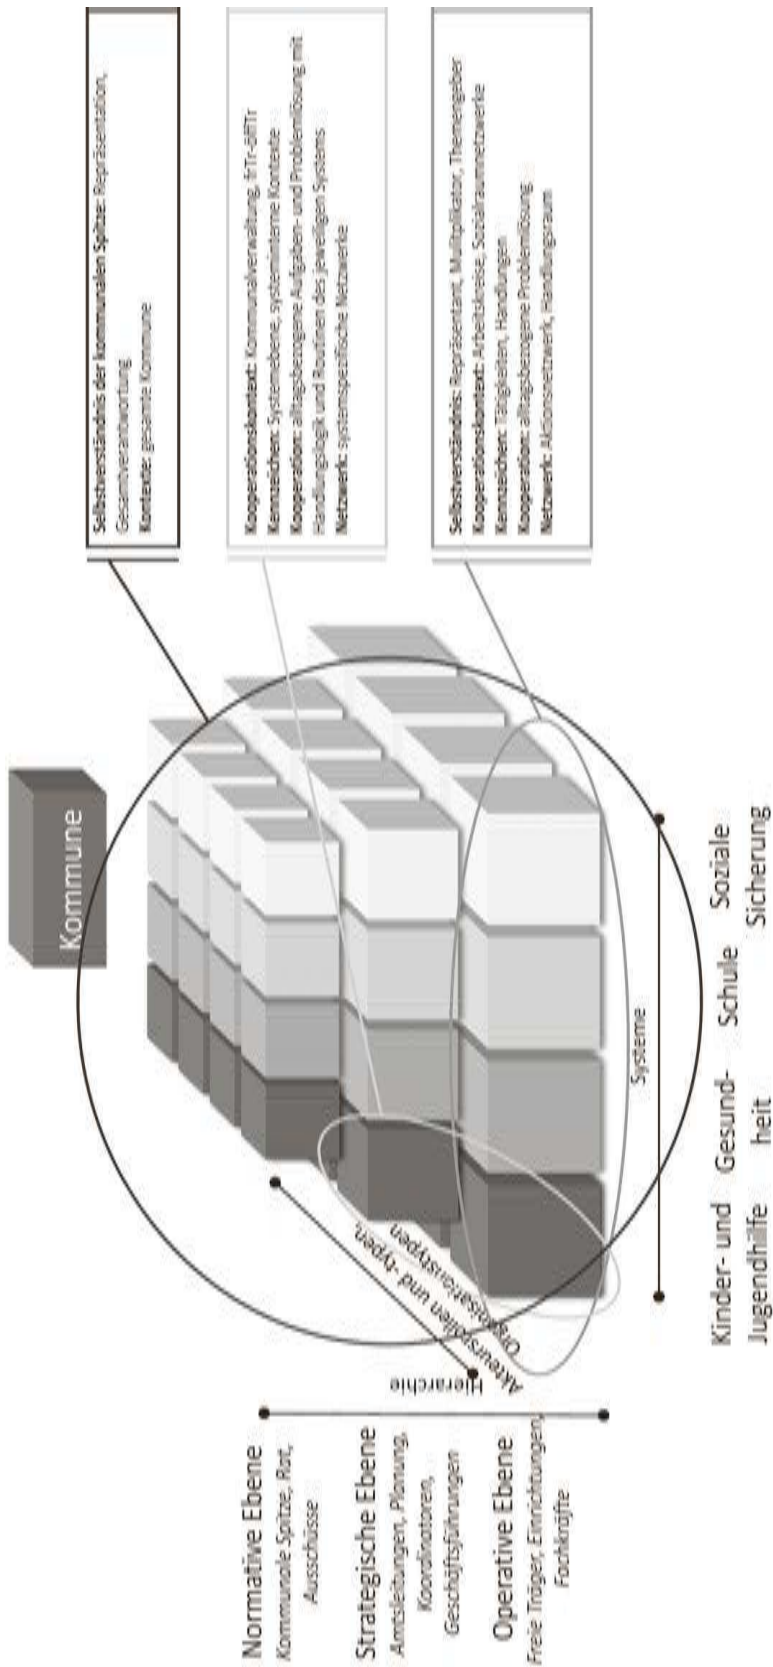 Kommune
Selbstverständnis der kommunalen Spitze: Repräsentation,
Gesamtverantwortung
Kontexte: gesamte Kommune
Kooperationskontext: Kommunalverwaltung, frTr-öffTr
Kennzeichen: Systemebene, systeminterne Kontexte
Kooperation: alltagsbezogene Aufgaben- und Problemlösung mit
Handlungslogik und Routinen des jeweiligen Systems
Netzwerk: systemspezifische Netzwerke
Selbstverständnis: Repräsentant, Multiplikator, Themengeber
Kooperationskontext: Arbeitskreise, Sozialraumnetzwerke
Kennzeichen: Tätigkeiten, Handlungen
Kooperation: alltagsbezogene Problemlösung
Netzwerk: Aktionsnetzwerk, Handlungsraum
Normative Ebene
Kommunale Spitze, Rat,
Ausschüsse
Strategische Ebene
Amtsleitungen, Planung,
Koordinatoren,
Geschäftsführungen
Operative Ebene
Freie Träger, Einrichtungen,
Fachkräfte
Hierarchie
Akteursrollen und -typen,
Organisationstypen
Systeme
Kinder- und
Jugendhilfe
Gesund-
heit
Schule
Soziale
Sicherung